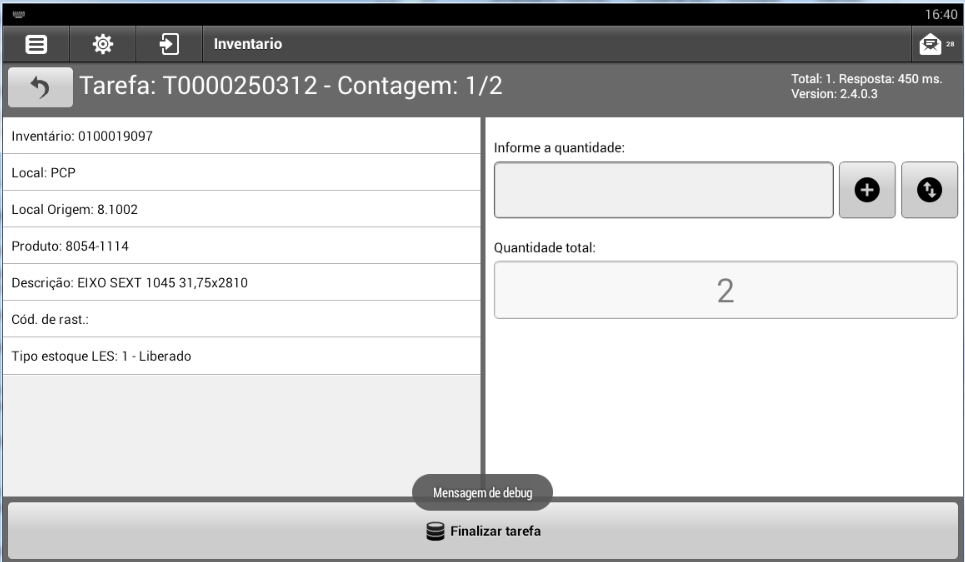 16:40
Inventario
28
Tarefa: T0000250312 - Contagem: 1/2
Total: 1. Resposta: 450 ms.
Version: 2.4.0.3
Inventário: 0100019097
Local: PCP
Local Origem: 8.1002
Produto: 8054-1114
Descrição: EIXO SEXT 1045 31,75x2810
Cód. de rast.:
Tipo estoque LES: 1 - Liberado
Informe a quantidade:
Quantidade total:
2
Mensagem de debug
Finalizar tarefa